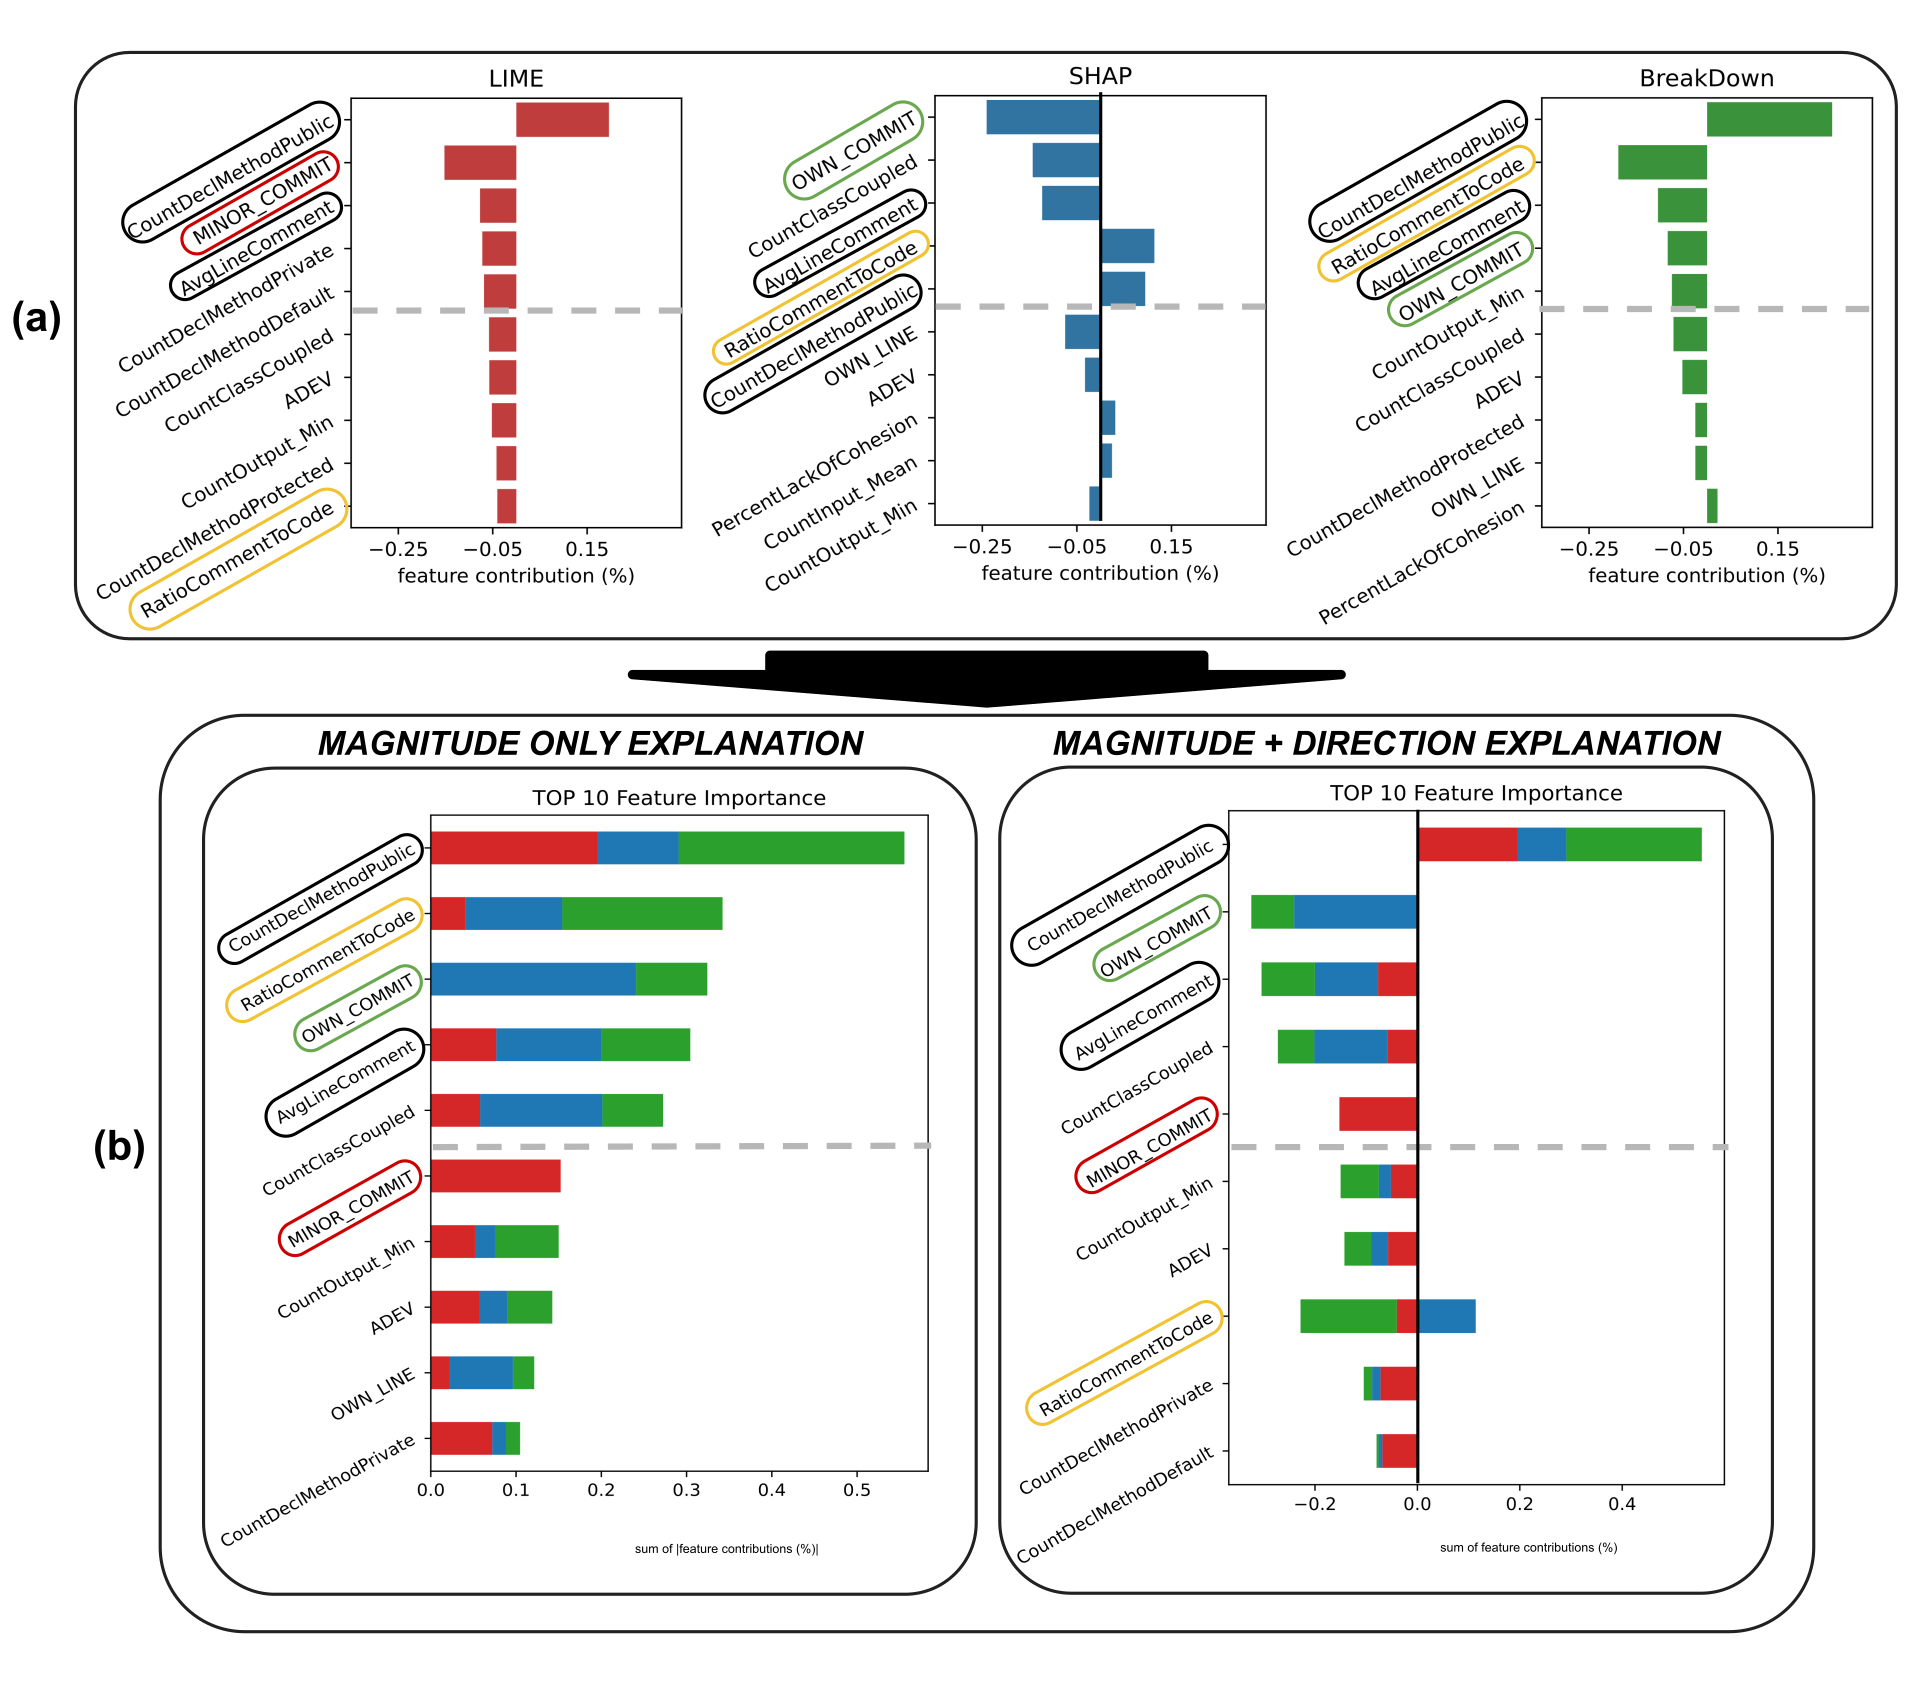 (a)
LIME
CountDeclMethodPublic
MINOR_COMMIT
AvgLineComment
CountDeclMethodPrivate
CountDeclMethodDefault
CountClassCoupled
ADEV
CountOutput_Min
CountDeclMethodProtected
RatioCommentToCode
−0.25 −0.05 0.15
feature contribution (%)
SHAP
OWN_COMMIT
CountClassCoupled
AvgLineComment
RatioCommentToCode
CountDeclMethodPublic
OWN_LINE
ADEV
PercentLackOfCohesion
CountInput_Mean
CountOutput_Min
−0.25 −0.05 0.15
feature contribution (%)
BreakDown
CountDeclMethodPublic
RatioCommentToCode
AvgLineComment
OWN_COMMIT
CountOutput_Min
CountClassCoupled
ADEV
CountDeclMethodProtected
OWN_LINE
PercentLackOfCohesion
−0.25 −0.05 0.15
feature contribution (%)
(b)
MAGNITUDE ONLY EXPLANATION
TOP 10 Feature Importance
CountDeclMethodPublic
RatioCommentToCode
OWN_COMMIT
AvgLineComment
CountClassCoupled
MINOR_COMMIT
CountOutput_Min
ADEV
OWN_LINE
CountDeclMethodPrivate
0.0 0.1 0.2 0.3 0.4 0.5
sum of |feature contributions (%)|
MAGNITUDE + DIRECTION EXPLANATION
TOP 10 Feature Importance
CountDeclMethodPublic
OWN_COMMIT
AvgLineComment
CountClassCoupled
MINOR_COMMIT
CountOutput_Min
ADEV
RatioCommentToCode
CountDeclMethodPrivate
CountDeclMethodDefault
−0.2 0.0 0.2 0.4
sum of feature contributions (%)